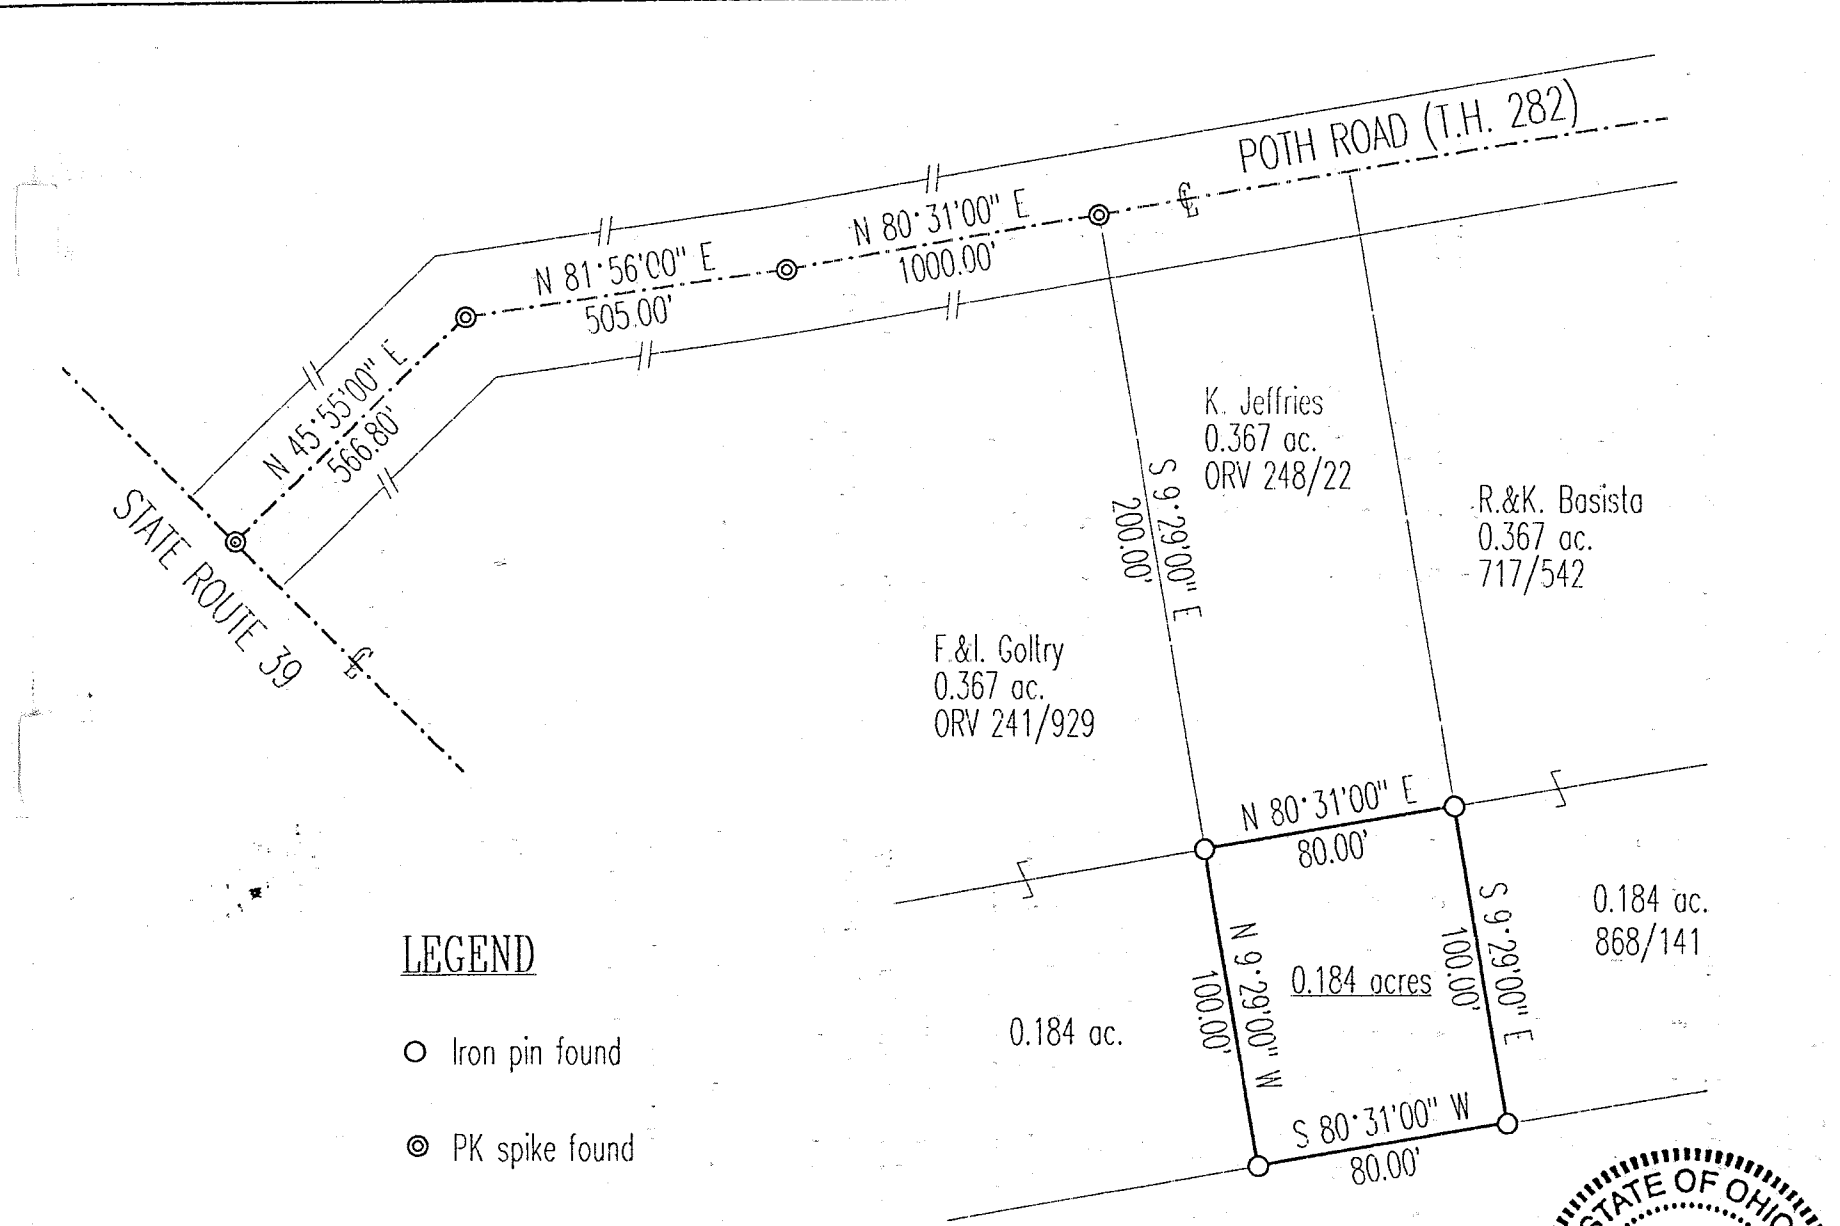 POTH ROAD (T.H. 282)
℄
N 80°31'00" E
1000.00'
N 81°56'00" E
505.00'
N 45°55'00" E
566.80'
STATE ROUTE 39
℄
K. Jeffries
0.367 ac.
ORV 248/22
S 9°29'00" E
200.00'
R.&K. Basista
0.367 ac.
717/542
F.&I. Goltry
0.367 ac.
ORV 241/929
N 80°31'00" E
80.00'
S 9°29'00" E
100.00'
0.184 ac.
868/141
N 9°29'00" W
100.00'
0.184 acres
0.184 ac.
S 80°31'00" W
80.00'
LEGEND
Iron pin found
PK spike found
STATE OF OHIO